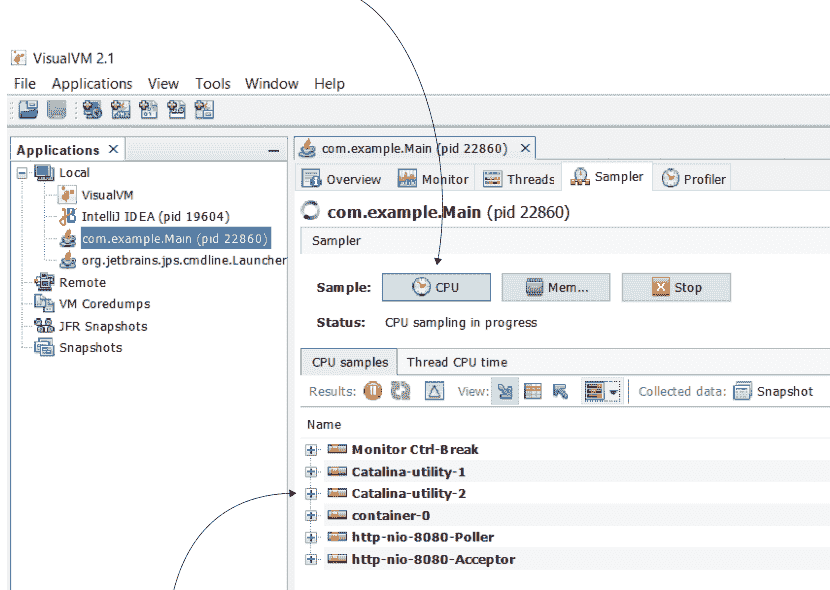 VisualVM 2.1
File Applications View Tools Window Help
Applications
Local
VisualVM
IntelliJ IDEA (pid 19604)
com.example.Main (pid 22860)
org.jetbrains.jps.cmdline.Launcher
Remote
VM Coredumps
JFR Snapshots
Snapshots
com.example.Main (pid 22860)
Overview Monitor Threads Sampler Profiler
com.example.Main (pid 22860)
Sampler
Sample: CPU Mem... Stop
Status: CPU sampling in progress
CPU samples Thread CPU time
Results: View: Collected data: Snapshot
Name
Monitor Ctrl-Break
Catalina-utility-1
Catalina-utility-2
container-0
http-nio-8080-Poller
http-nio-8080-Acceptor